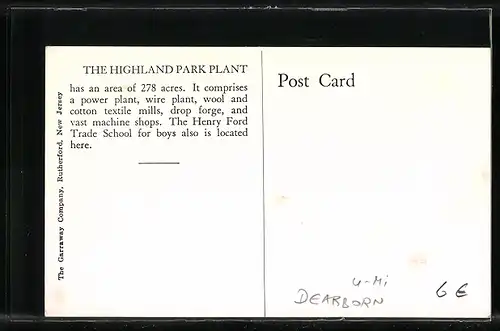 THE HIGHLAND PARK PLANT
has an area of 278 acres. It comprises
a power plant, wire plant, wool and
cotton textile mills, drop forge, and
vast machine shops. The Henry Ford
Trade School for boys also is located
here.
The Garraway Company, Rutherford, New Jersey
Post Card
U-Mi
DEARBORN
6 €